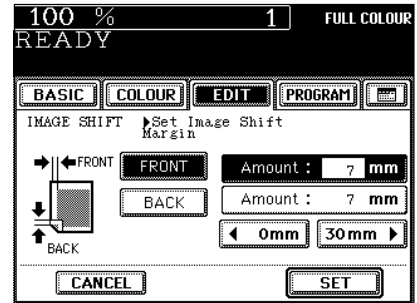 100 % 1 FULL COLOUR
READY
BASIC COLOUR EDIT PROGRAM
IMAGE SHIFT ▶Set Image Shift
Margin
FRONT FRONT Amount : 7 mm
BACK Amount : 7 mm
BACK ◀ 0mm 30mm ▶
CANCEL SET